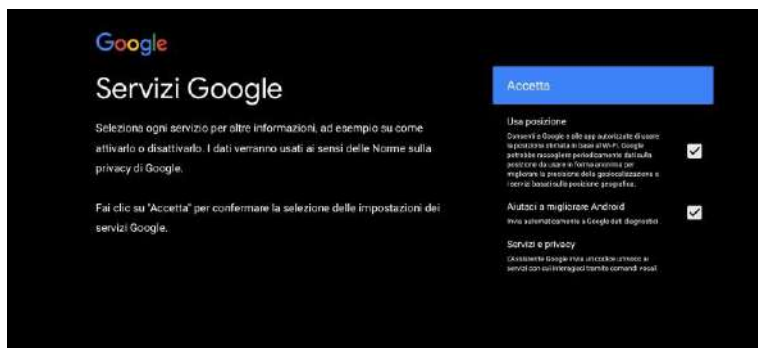 Google
Servizi Google
Seleziona ogni servizio per altre informazioni, ad esempio su come
attivarlo o disattivarlo. I dati verranno usati ai sensi delle Norme sulla
privacy di Google.
Fai clic su "Accetta" per confermare la selezione delle impostazioni dei
servizi Google.
Accetta
Usa posizione
Consenti a Google e alle app autorizzate di usare
la posizione stimata in base al Wi-Fi. Google
potrebbe raccogliere periodicamente dati sulla
posizione da usare in forma anonima per
migliorare la precisione della geolocalizzazione e
i servizi basati sulla posizione geografica.
Aiutaci a migliorare Android
Invia automaticamente a Google dati diagnostici.
Servizi e privacy
L'Assistente Google invia un codice univoco ai
servizi con cui interagisci tramite comandi vocali.